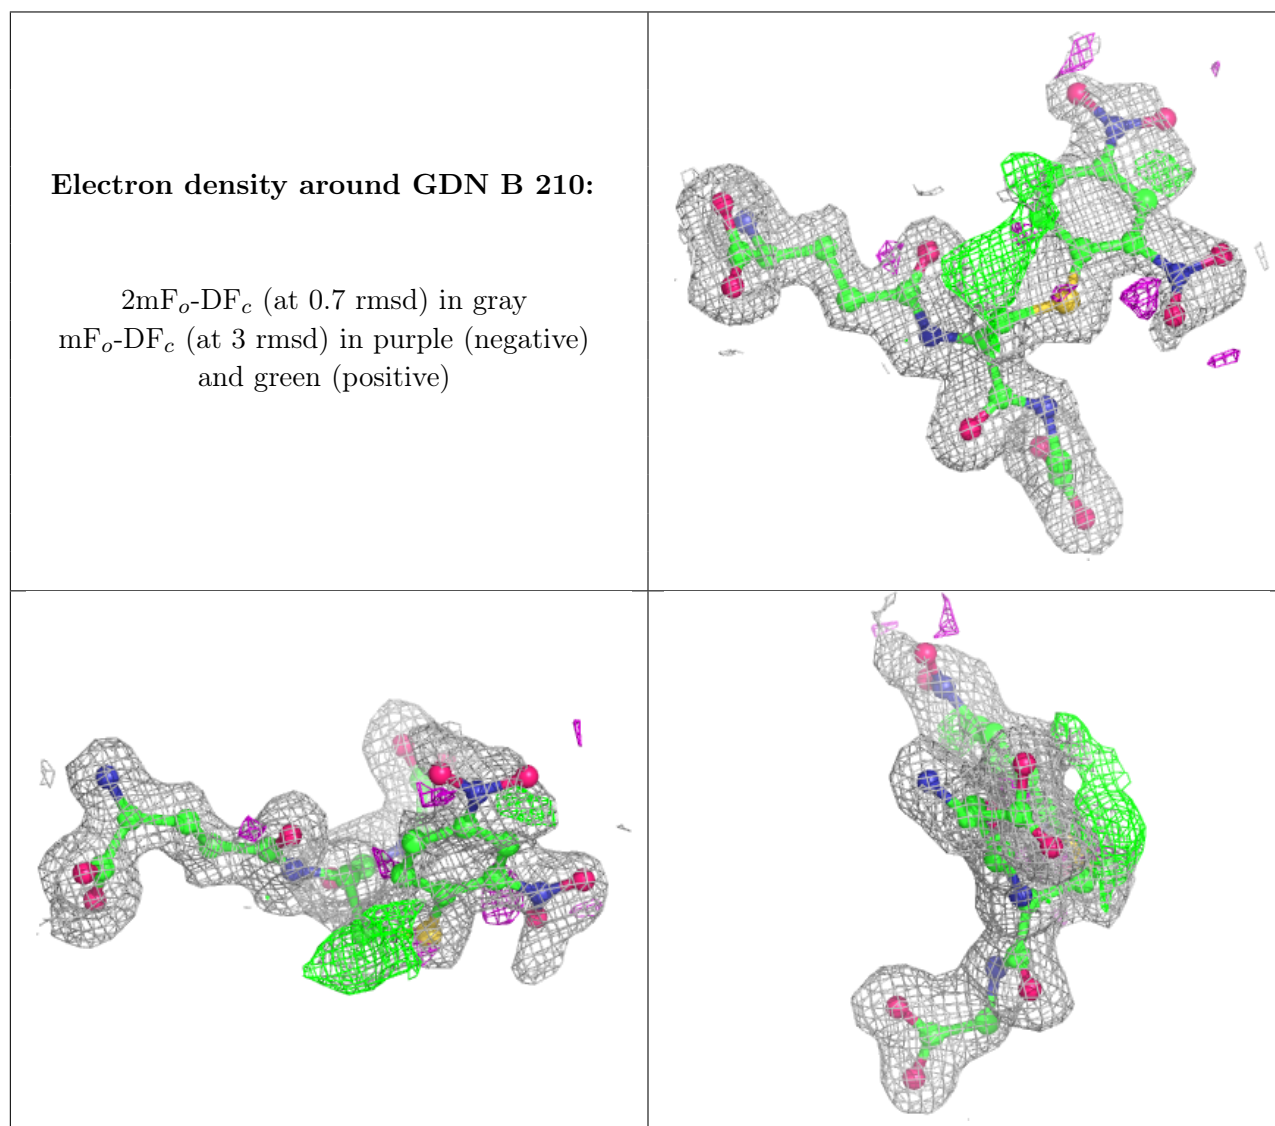 Electron density around GDN B 210:
2mFₒ-DF𝒸 (at 0.7 rmsd) in gray
mFₒ-DF𝒸 (at 3 rmsd) in purple (negative)
and green (positive)